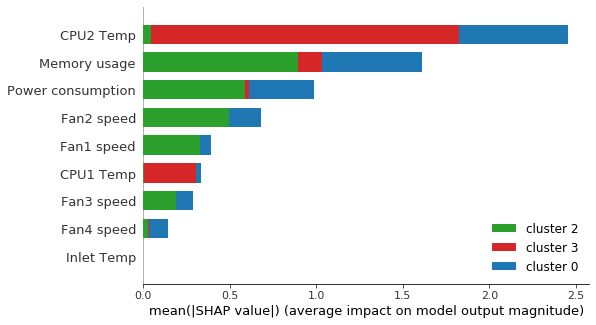 CPU2 Temp
Memory usage
Power consumption
Fan2 speed
Fan1 speed
CPU1 Temp
Fan3 speed
Fan4 speed
Inlet Temp
cluster 2
cluster 3
cluster 0
0.0 0.5 1.0 1.5 2.0 2.5
mean(|SHAP value|) (average impact on model output magnitude)